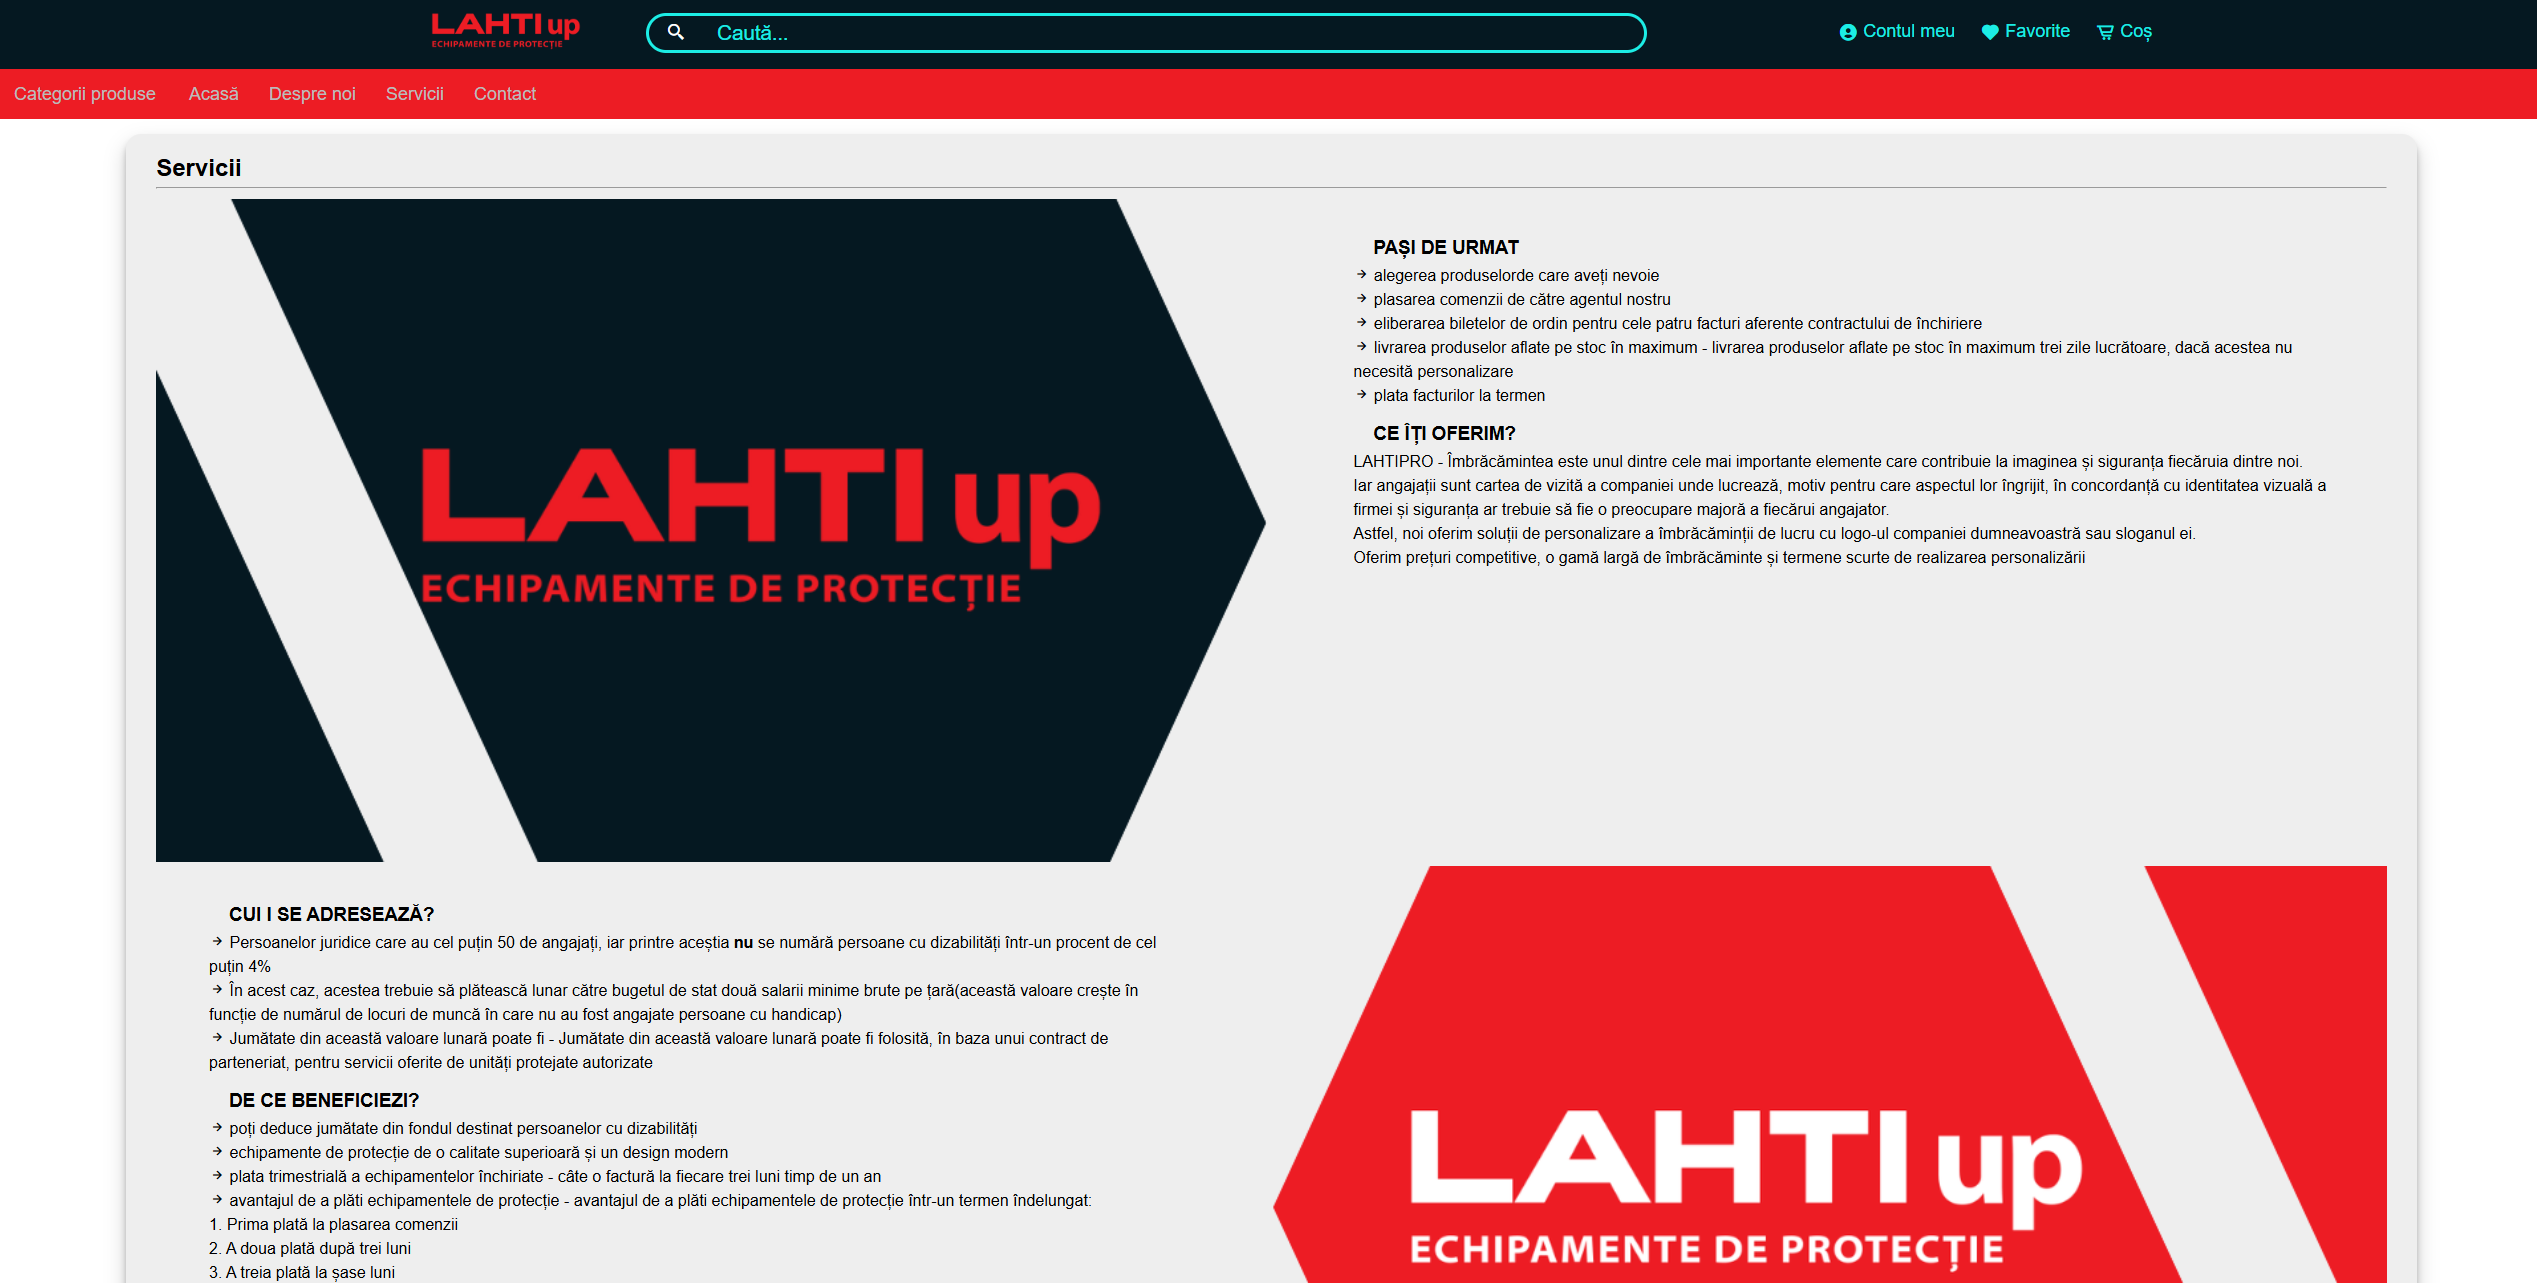 LAHTI up
ECHIPAMENTE DE PROTECȚIE
Caută...
Contul meu
Favorite
Coș
Categorii produse
Acasă
Despre noi
Servicii
Contact
Servicii
LAHTI up
ECHIPAMENTE DE PROTECȚIE
PAȘI DE URMAT
→ alegerea produselorde care aveți nevoie
→ plasarea comenzii de către agentul nostru
→ eliberarea biletelor de ordin pentru cele patru facturi aferente contractului de închiriere
→ livrarea produselor aflate pe stoc în maximum - livrarea produselor aflate pe stoc în maximum trei zile lucrătoare, dacă acestea nu
necesită personalizare
→ plata facturilor la termen
CE ÎȚI OFERIM?
LAHTIPRO - Îmbrăcămintea este unul dintre cele mai importante elemente care contribuie la imaginea și siguranța fiecăruia dintre noi.
Iar angajații sunt cartea de vizită a companiei unde lucrează, motiv pentru care aspectul lor îngrijit, în concordanță cu identitatea vizuală a
firmei și siguranța ar trebuie să fie o preocupare majoră a fiecărui angajator.
Astfel, noi oferim soluții de personalizare a îmbrăcăminții de lucru cu logo-ul companiei dumneavoastră sau sloganul ei.
Oferim prețuri competitive, o gamă largă de îmbrăcăminte și termene scurte de realizarea personalizării
CUI I SE ADRESEAZĂ?
→ Persoanelor juridice care au cel puțin 50 de angajați, iar printre aceștia nu se numără persoane cu dizabilități într-un procent de cel
puțin 4%
→ În acest caz, acestea trebuie să plătească lunar către bugetul de stat două salarii minime brute pe țară(această valoare crește în
funcție de numărul de locuri de muncă în care nu au fost angajate persoane cu handicap)
→ Jumătate din această valoare lunară poate fi - Jumătate din această valoare lunară poate fi folosită, în baza unui contract de
parteneriat, pentru servicii oferite de unități protejate autorizate
DE CE BENEFICIEZI?
→ poți deduce jumătate din fondul destinat persoanelor cu dizabilități
→ echipamente de protecție de o calitate superioară și un design modern
→ plata trimestrială a echipamentelor închiriate - câte o factură la fiecare trei luni timp de un an
→ avantajul de a plăti echipamentele de protecție - avantajul de a plăti echipamentele de protecție într-un termen îndelungat:
1. Prima plată la plasarea comenzii
2. A doua plată după trei luni
3. A treia plată la șase luni
LAHTI up
ECHIPAMENTE DE PROTECȚIE